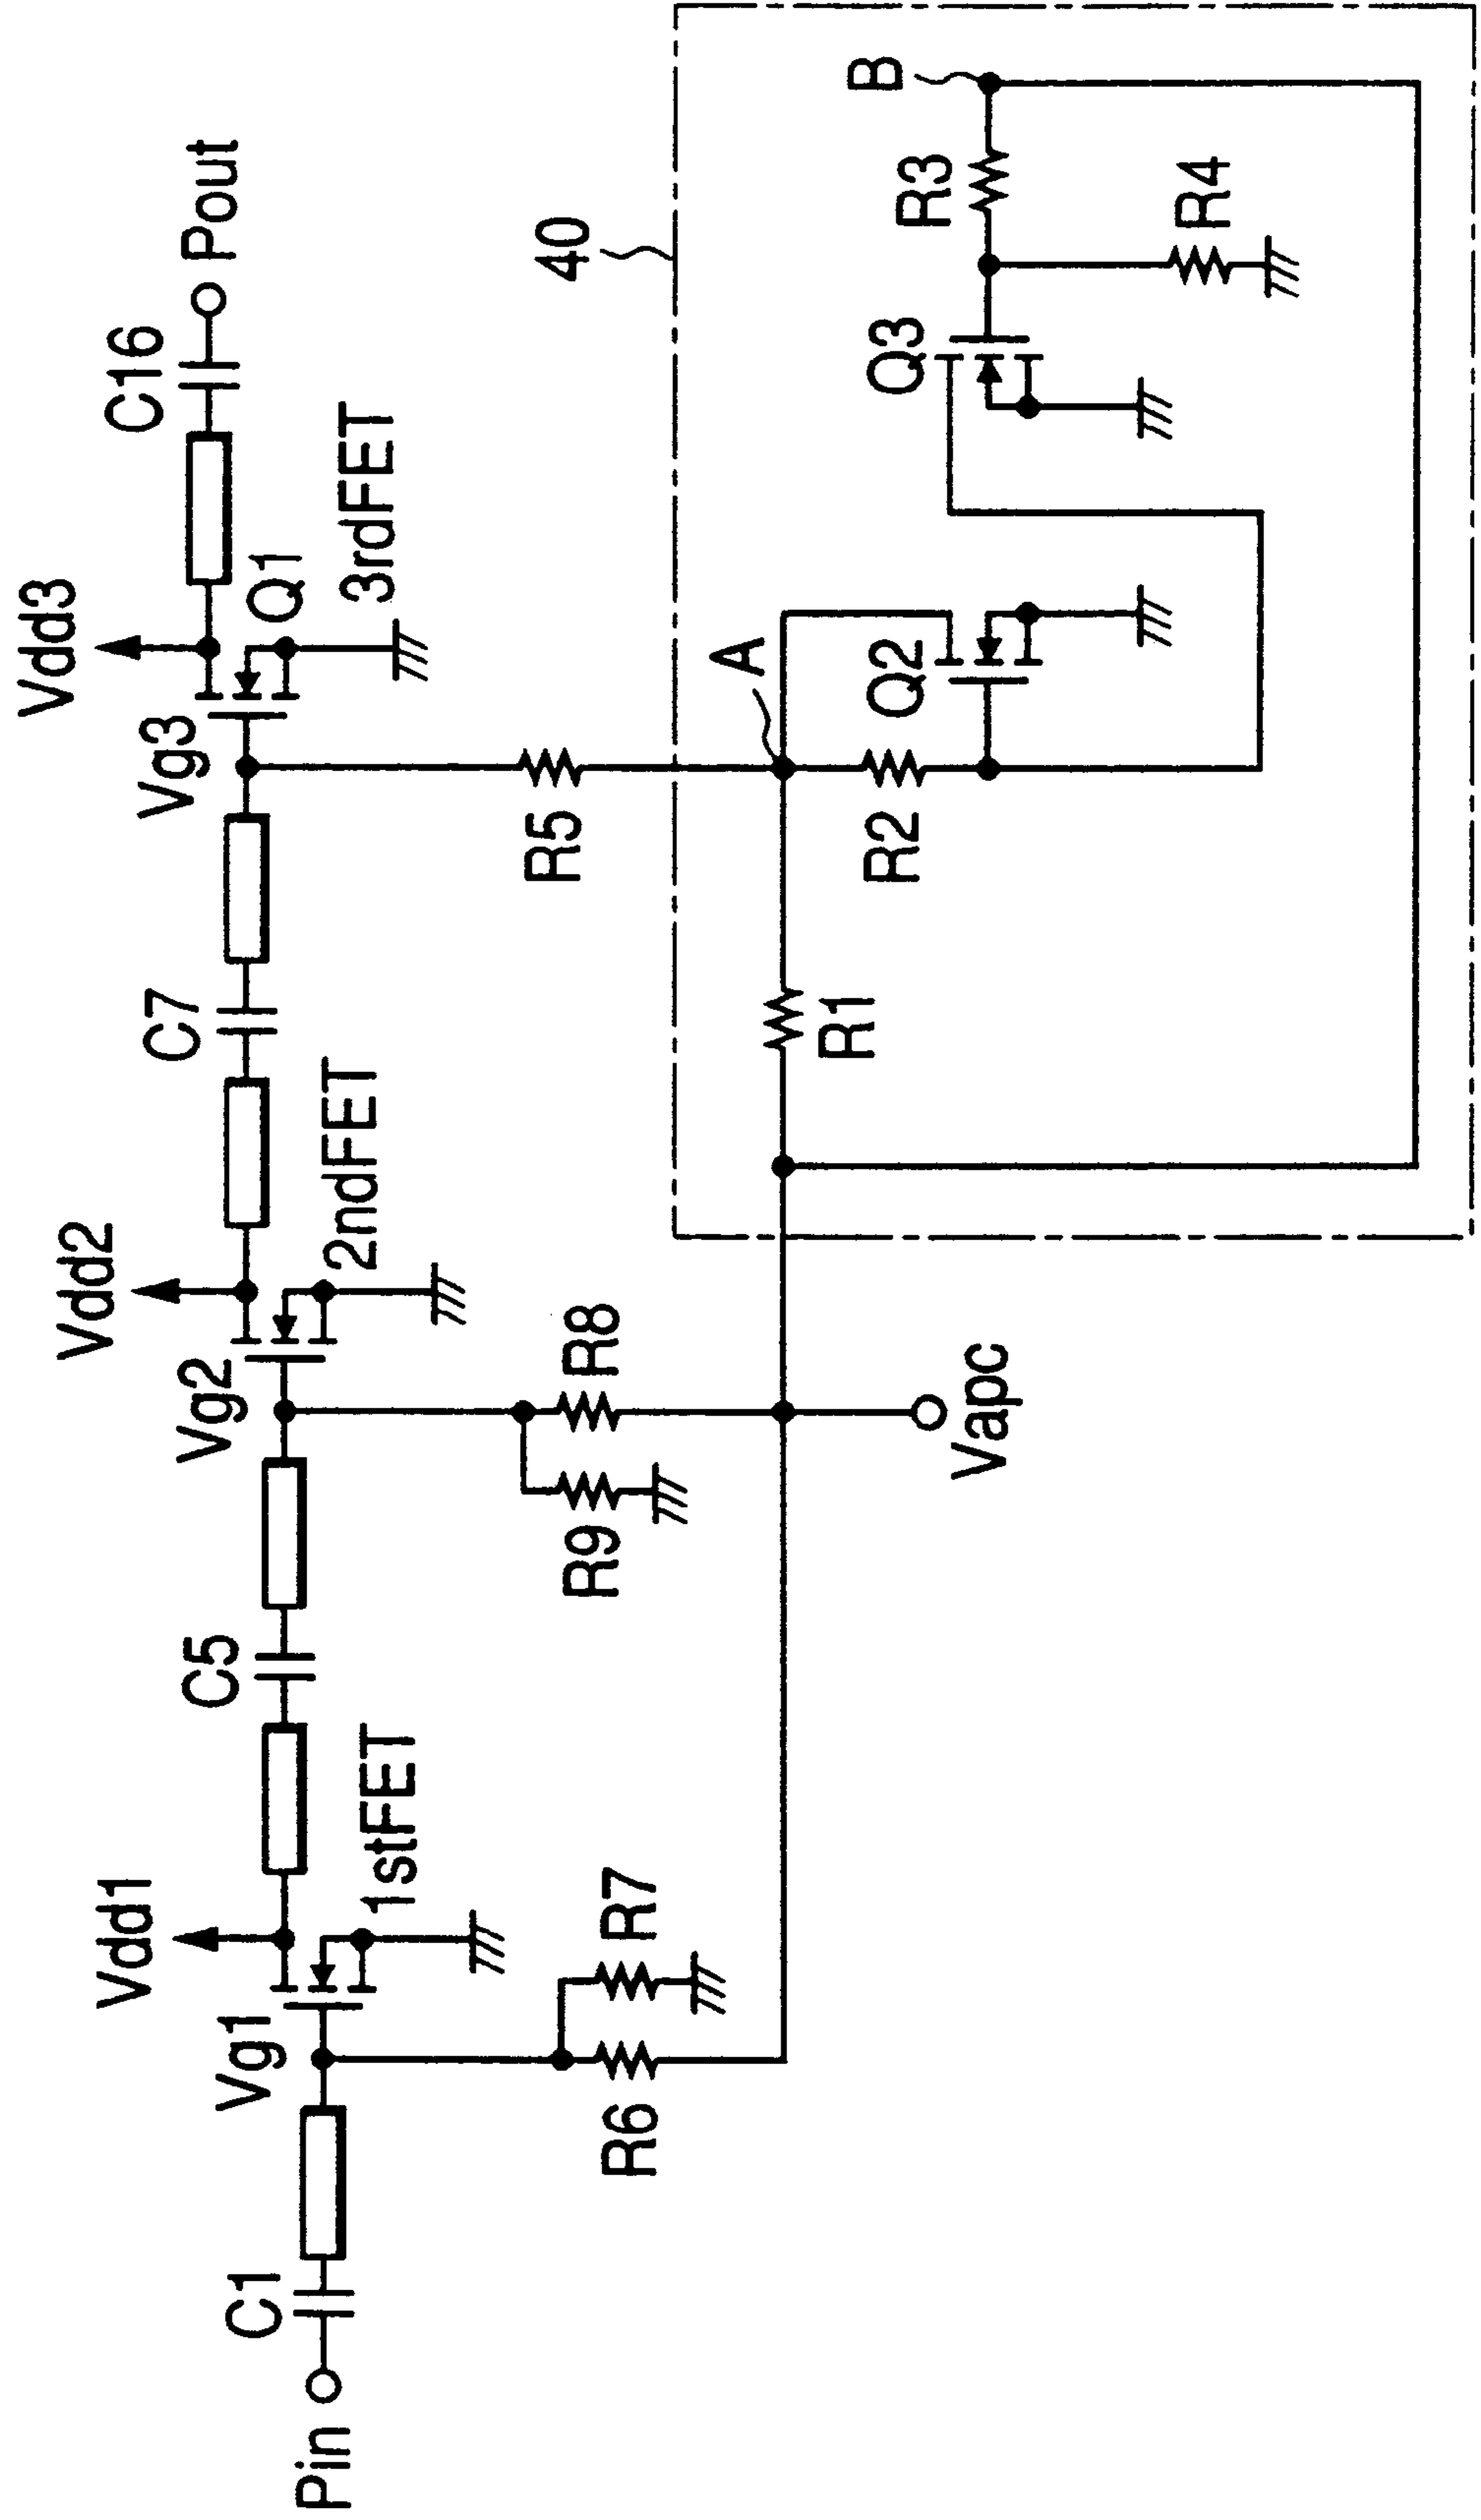 Vdd3
Vdd2
Vdd1
C16
Pout
Vg3
Q1
3rdFET
C7
Vg2
2ndFET
C5
Vg1
1stFET
C1
Pin
40
R5
R8
R9
R7
R6
A
B
R1
R2
Q2
Q3
R3
R4
Vapc